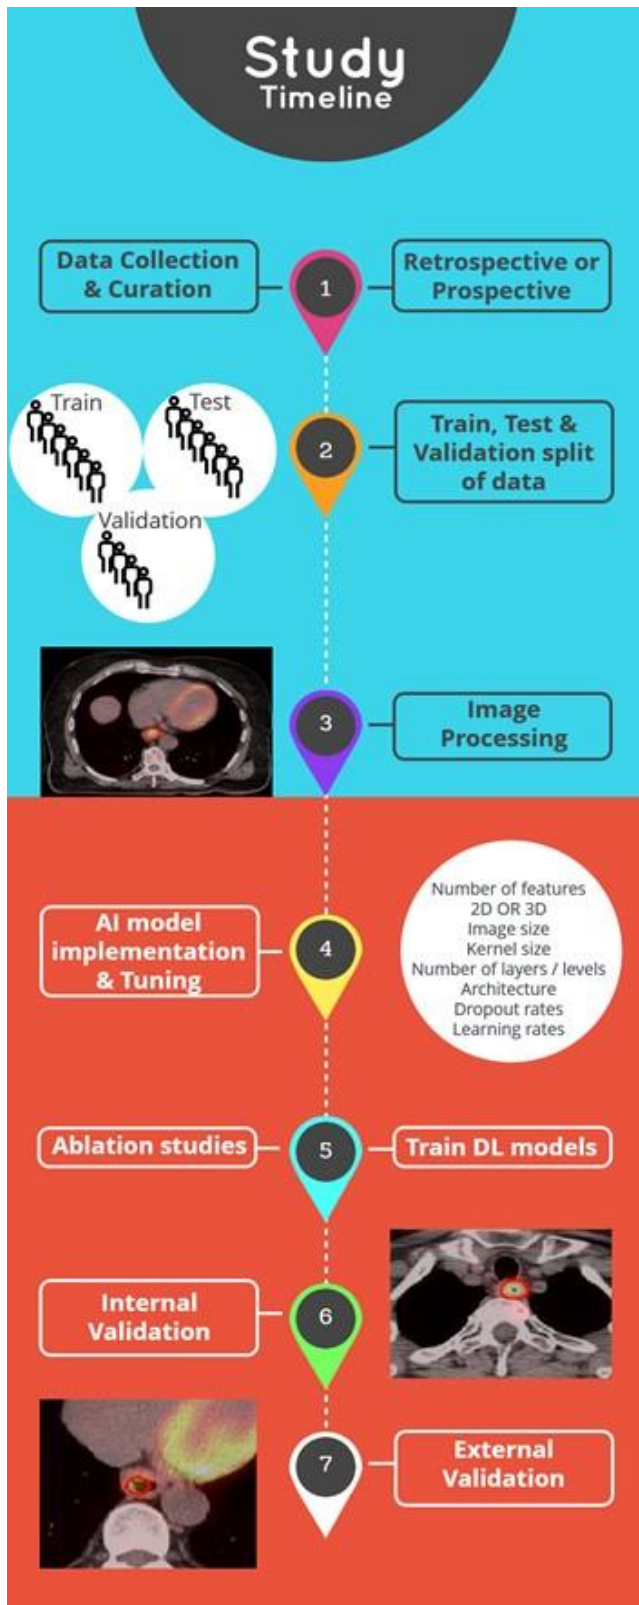 Study
Timeline
Data Collection
& Curation
1
Retrospective or
Prospective
Train
Test
Validation
2
Train, Test &
Validation split
of data
3
Image
Processing
AI model
implementation
& Tuning
4
Number of features
2D OR 3D
Image size
Kernel size
Number of layers / levels
Architecture
Dropout rates
Learning rates
Ablation studies
5
Train DL models
Internal
Validation
6
7
External
Validation